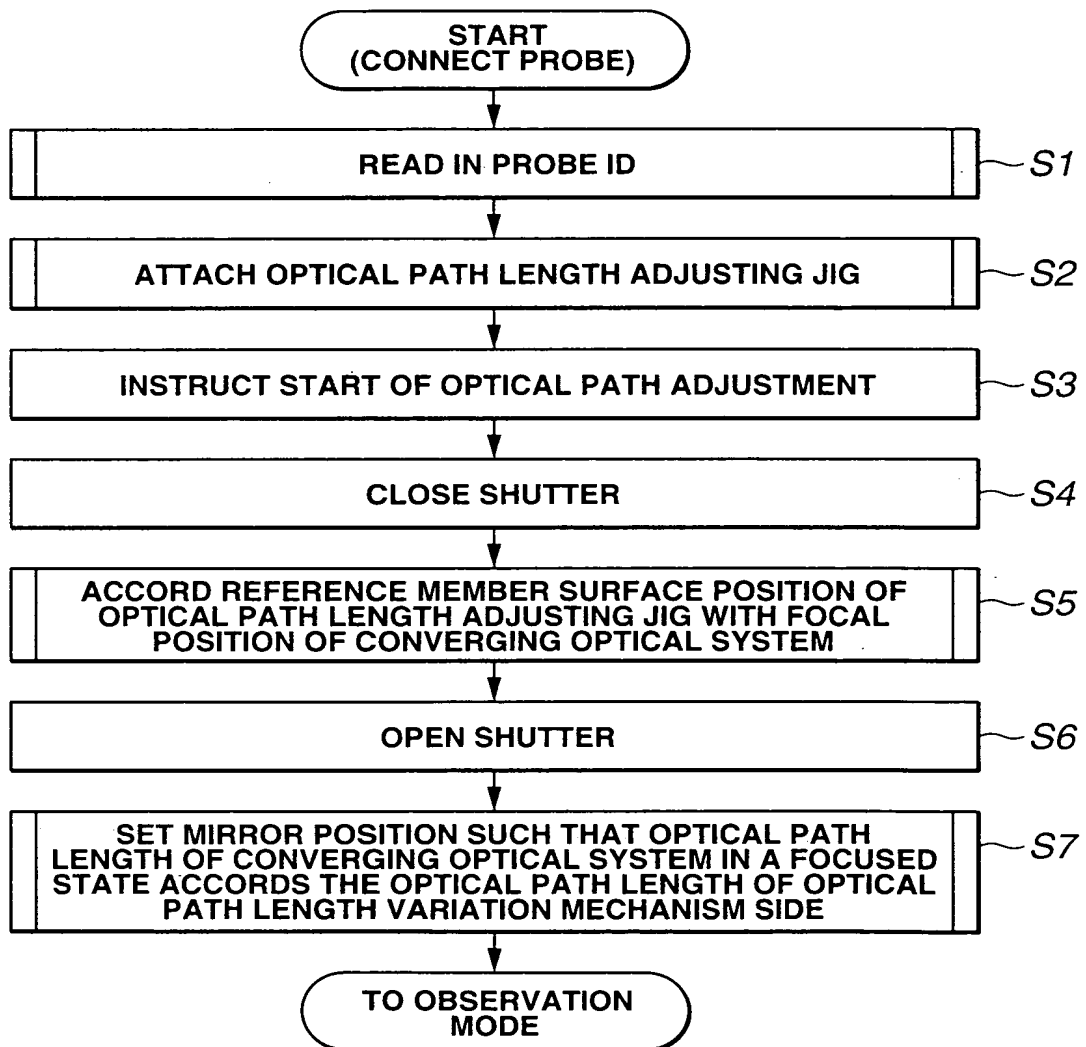 START
(CONNECT PROBE)
READ IN PROBE ID
S1
ATTACH OPTICAL PATH LENGTH ADJUSTING JIG
S2
INSTRUCT START OF OPTICAL PATH ADJUSTMENT
S3
CLOSE SHUTTER
S4
ACCORD REFERENCE MEMBER SURFACE POSITION OF
OPTICAL PATH LENGTH ADJUSTING JIG WITH FOCAL
POSITION OF CONVERGING OPTICAL SYSTEM
S5
OPEN SHUTTER
S6
SET MIRROR POSITION SUCH THAT OPTICAL PATH
LENGTH OF CONVERGING OPTICAL SYSTEM IN A FOCUSED
STATE ACCORDS THE OPTICAL PATH LENGTH OF OPTICAL
PATH LENGTH VARIATION MECHANISM SIDE
S7
TO OBSERVATION
MODE